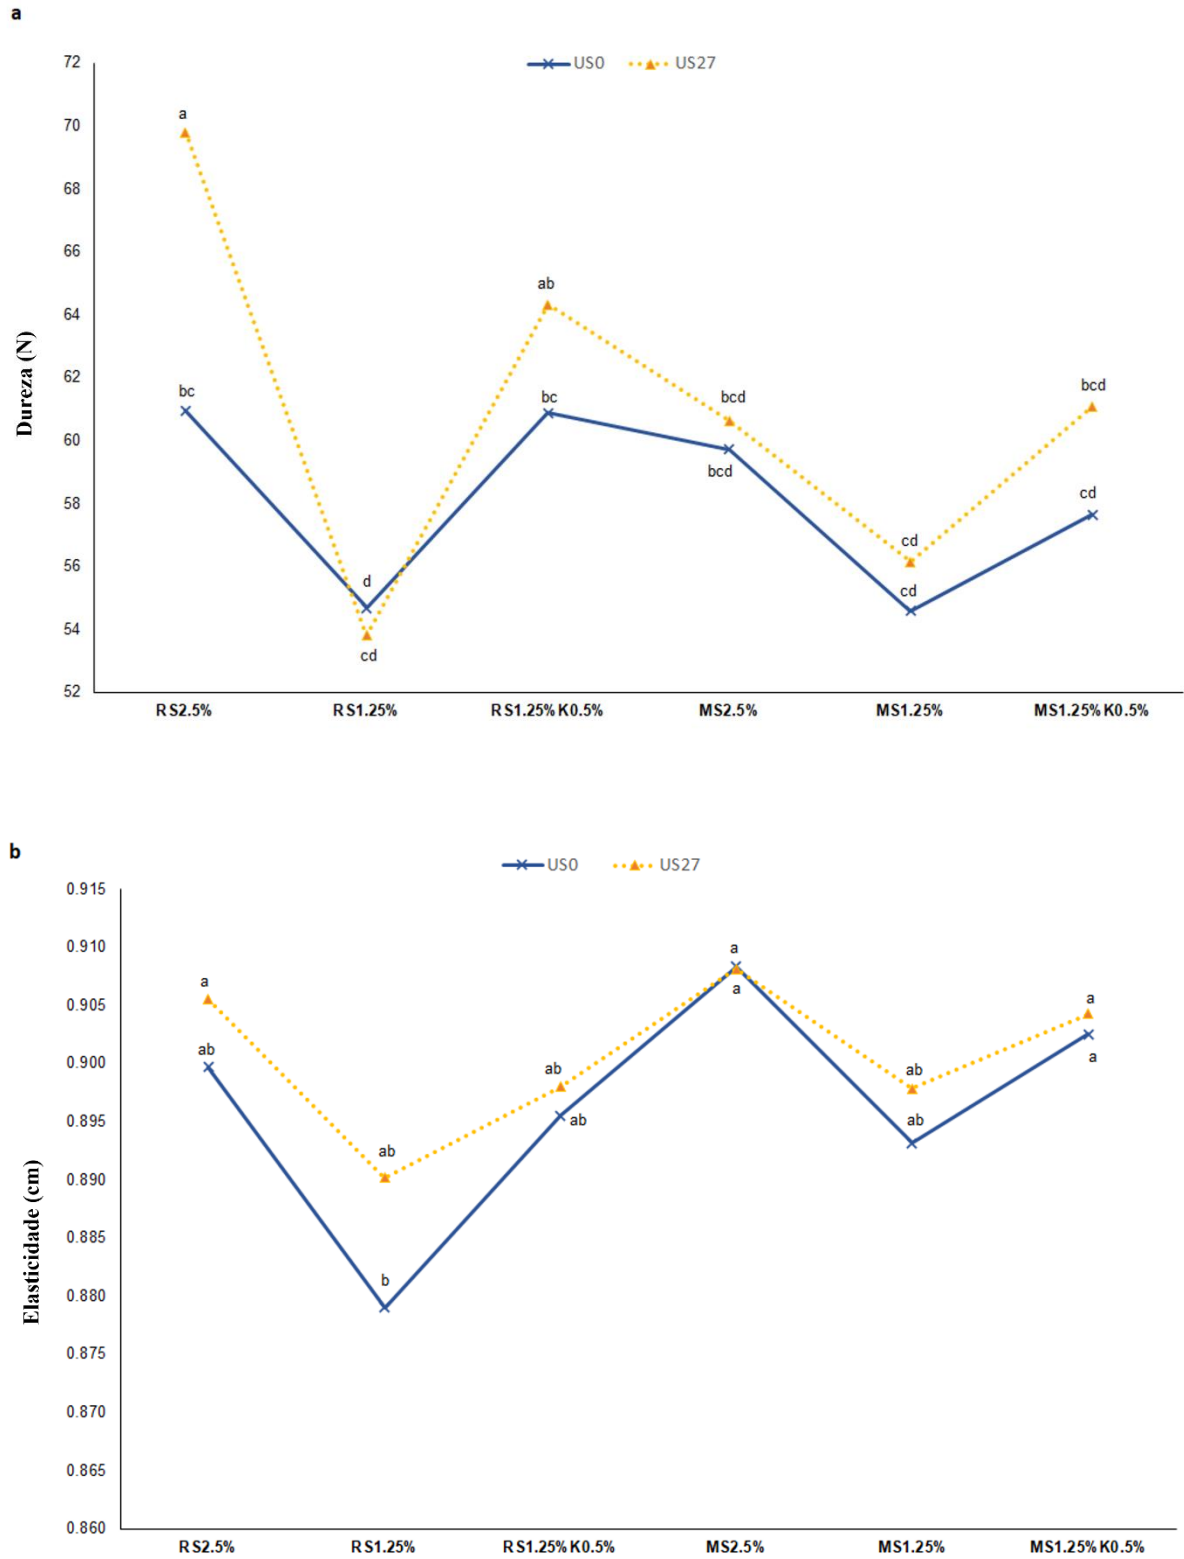 a
US0 US27
72
70
68
66
64
62
60
58
56
54
52
Dureza (N)
a
ab
bcd
bcd
bc
bc
bcd
cd
cd
d
cd
cd
RS2.5% RS1.25% RS1.25%K0.5% MS2.5% MS1.25% MS1.25%K0.5%
b
US0 US27
0.915
0.910
0.905
0.900
0.895
0.890
0.885
0.880
0.875
0.870
0.865
0.860
Elasticidade (cm)
a
a
a
a
ab
a
ab
ab
ab
ab
ab
b
RS2.5% RS1.25% RS1.25%K0.5% MS2.5% MS1.25% MS1.25%K0.5%